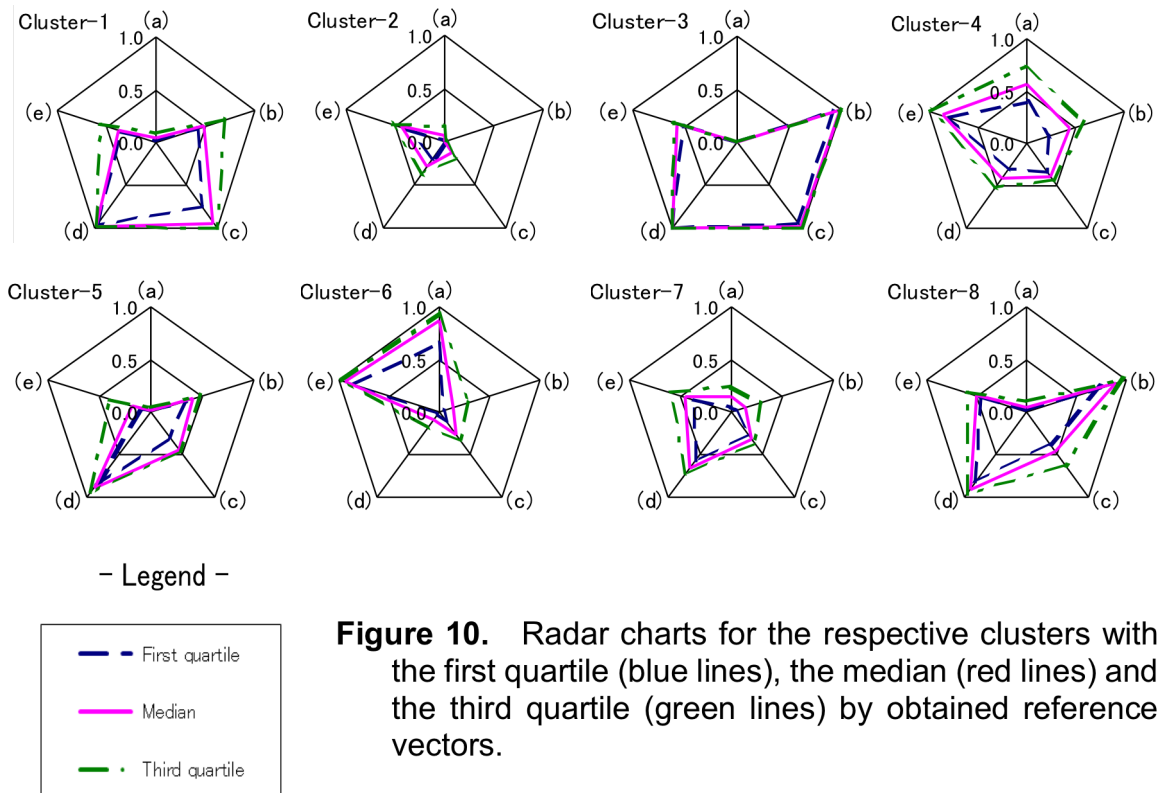 Cluster-1
(a)
1.0
0.5
0.0
(b)
(c)
(d)
(e)
Cluster-2
(a)
1.0
0.5
0.0
(b)
(c)
(d)
(e)
Cluster-3
(a)
1.0
0.5
0.0
(b)
(c)
(d)
(e)
Cluster-4
(a)
1.0
0.5
0.0
(b)
(c)
(d)
(e)
Cluster-5
(a)
1.0
0.5
0.0
(b)
(c)
(d)
(e)
Cluster-6
(a)
1.0
0.5
0.0
(b)
(c)
(d)
(e)
Cluster-7
(a)
1.0
0.5
0.0
(b)
(c)
(d)
(e)
Cluster-8
(a)
1.0
0.5
0.0
(b)
(c)
(d)
(e)
- Legend -
First quartile
Median
Third quartile
Figure 10. Radar charts for the respective clusters with
the first quartile (blue lines), the median (red lines) and
the third quartile (green lines) by obtained reference
vectors.